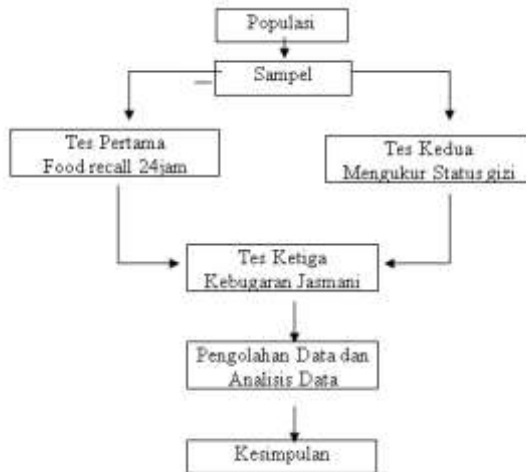 Populasi
Sampel
Tes Pertama
Food recall 24jam
Tes Kedua
Mengukur Status gizi
Tes Ketiga
Kebugaran Jasmani
Pengolahan Data dan
Analisis Data
Kesimpulan